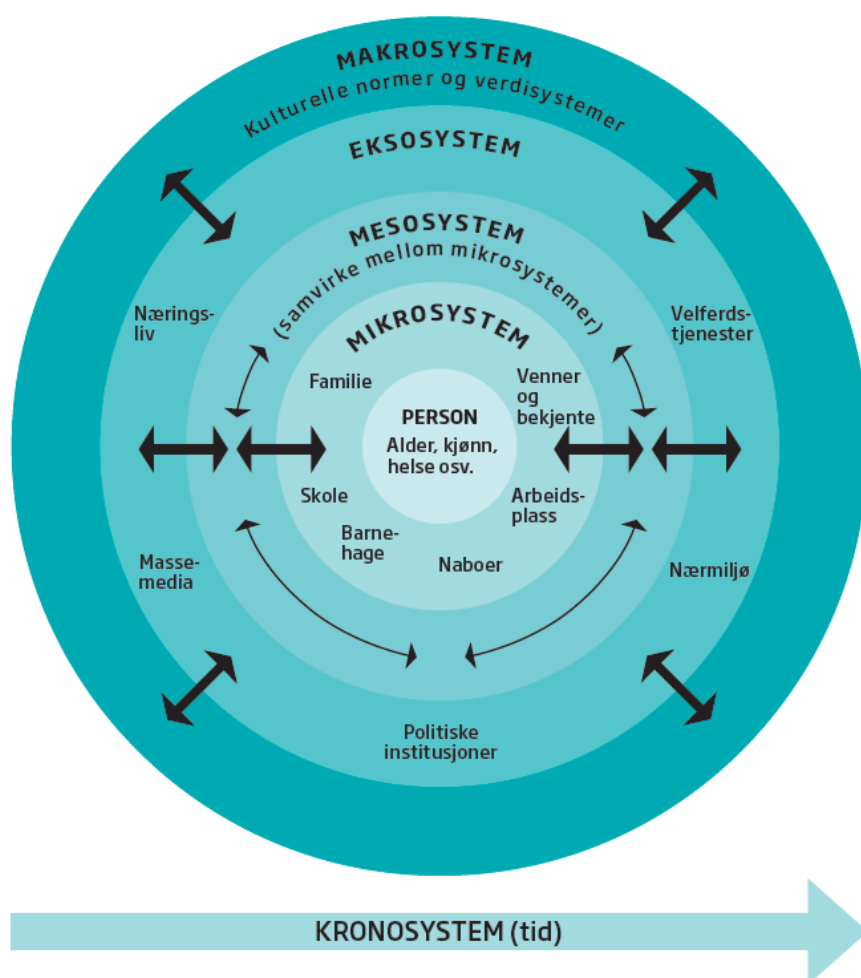 MAKROSYSTEM
Kulturelle normer og verdisystemer
EKSOSYSTEM
MESOSYSTEM
(samvirke mellom mikrosystemer)
MIKROSYSTEM
Nærings-
liv
Velferds-
tjenester
Familie
Venner
og
bekjente
PERSON
Alder, kjønn,
helse osv.
Skole
Barne-
hage
Naboer
Arbeids-
plass
Masse-
media
Nærmiljø
Politiske
institusjoner
KRONOSYSTEM (tid)